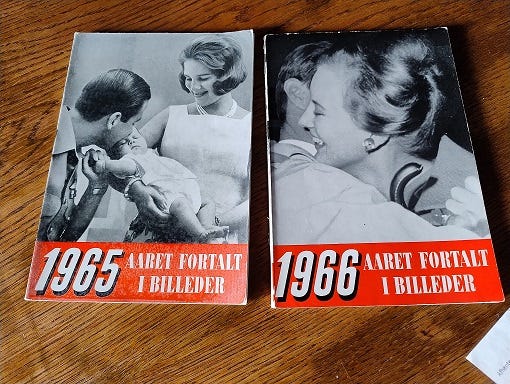 1965 AARET FORTALT
I BILLEDER
1966 AARET FORTALT
I BILLEDER